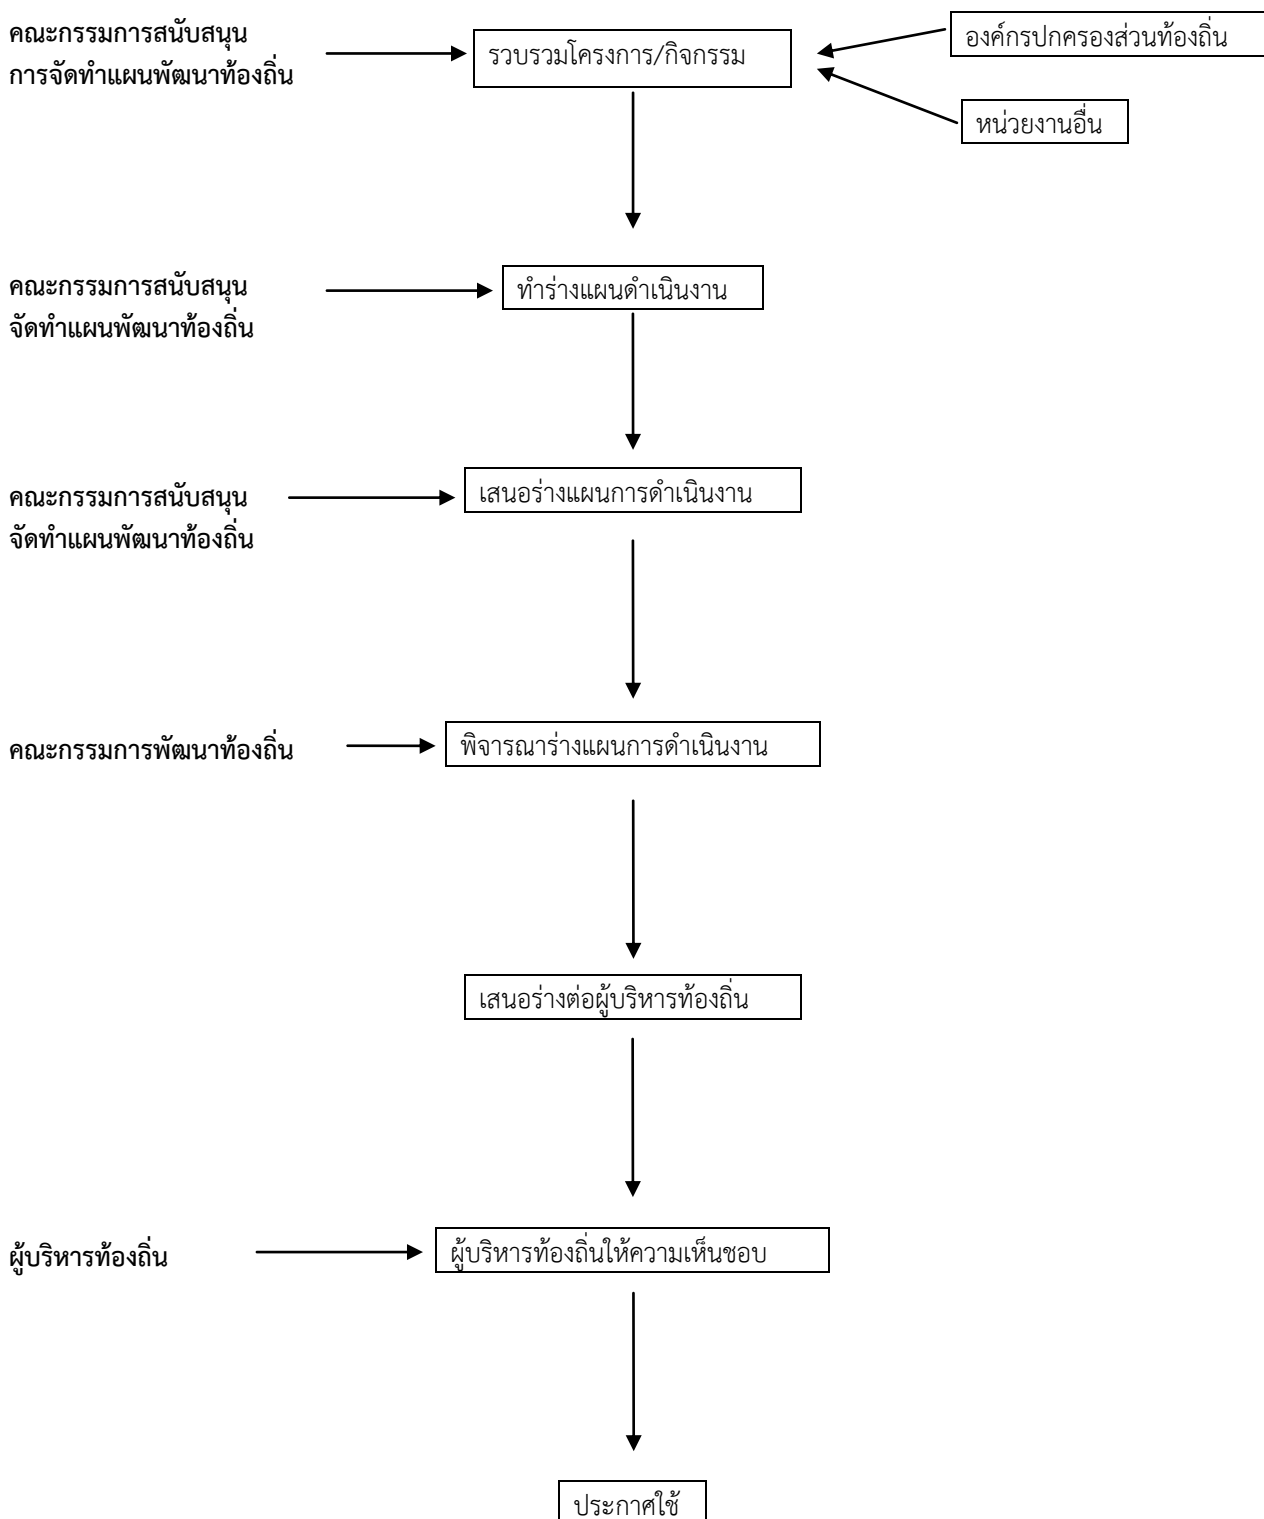 คณะกรรมการสนับสนุน
การจัดทำแผนพัฒนาท้องถิ่น
รวบรวมโครงการ/กิจกรรม
องค์กรปกครองส่วนท้องถิ่น
หน่วยงานอื่น
คณะกรรมการสนับสนุน
จัดทำแผนพัฒนาท้องถิ่น
ทำร่างแผนดำเนินงาน
คณะกรรมการสนับสนุน
จัดทำแผนพัฒนาท้องถิ่น
เสนอร่างแผนการดำเนินงาน
คณะกรรมการพัฒนาท้องถิ่น
พิจารณาร่างแผนการดำเนินงาน
เสนอร่างต่อผู้บริหารท้องถิ่น
ผู้บริหารท้องถิ่น
ผู้บริหารท้องถิ่นให้ความเห็นชอบ
ประกาศใช้